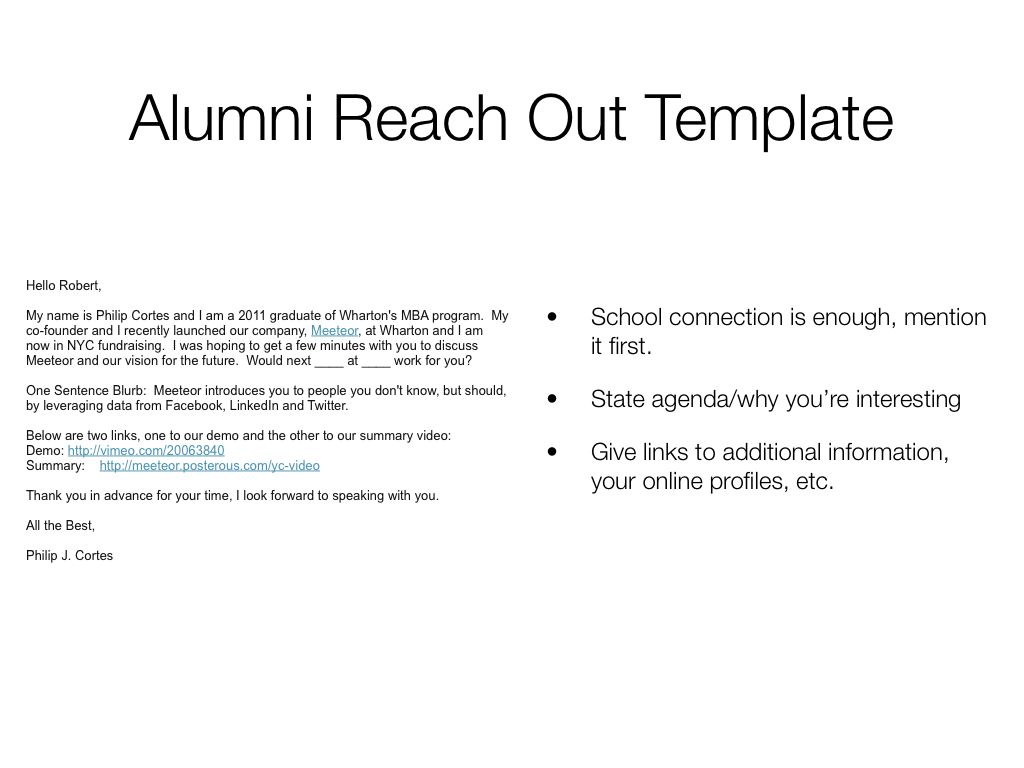 Alumni Reach Out Template
Hello Robert,
My name is Philip Cortes and I am a 2011 graduate of Wharton's MBA program.  My
co-founder and I recently launched our company, Meeteor, at Wharton and I am
now in NYC fundraising.  I was hoping to get a few minutes with you to discuss
Meeteor and our vision for the future.  Would next ____ at ____ work for you?
One Sentence Blurb:  Meeteor introduces you to people you don't know, but should,
by leveraging data from Facebook, LinkedIn and Twitter.
Below are two links, one to our demo and the other to our summary video:
Demo: http://vimeo.com/20063840
Summary:    http://meeteor.posterous.com/yc-video
Thank you in advance for your time, I look forward to speaking with you.
All the Best,
Philip J. Cortes
• School connection is enough, mention
it first.
• State agenda/why you’re interesting
• Give links to additional information,
your online profiles, etc.